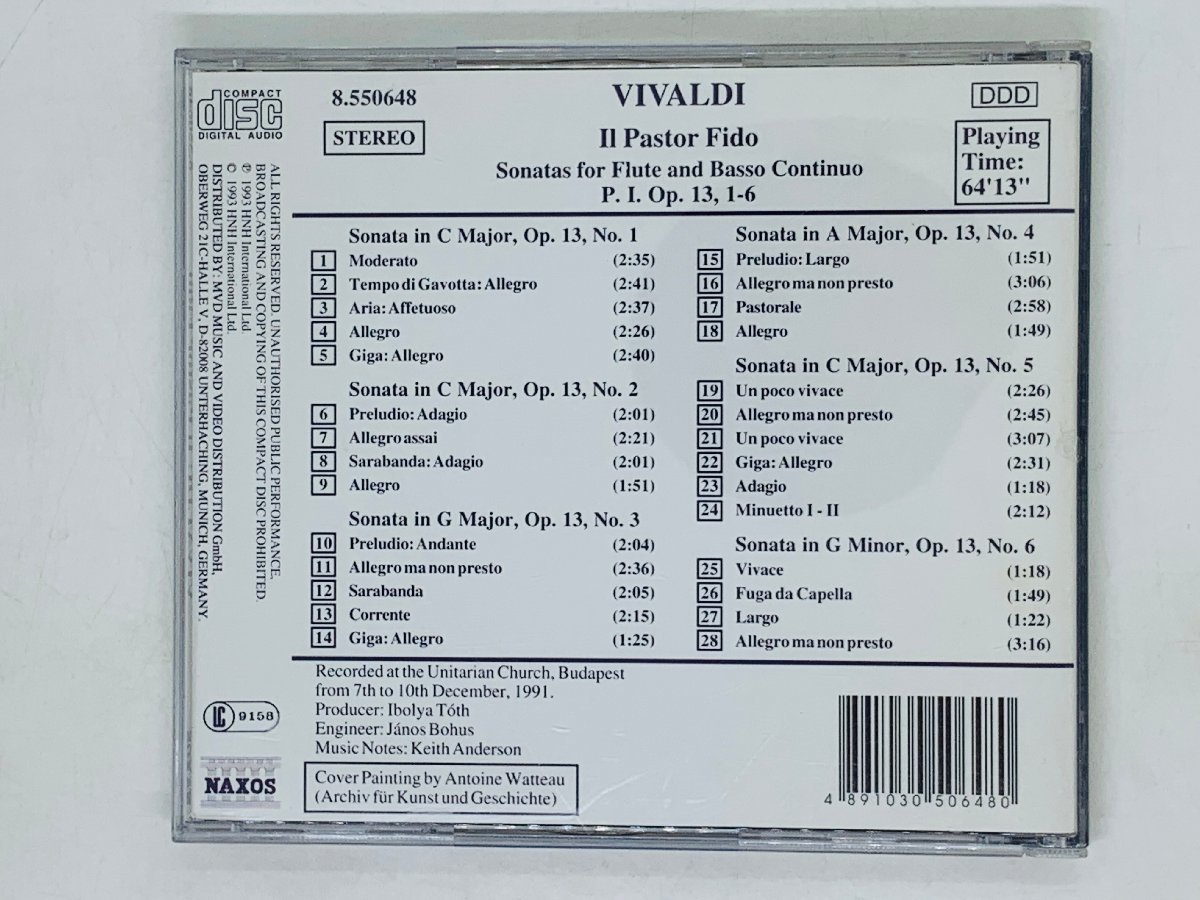 COMPACT
disc
DIGITAL AUDIO
8.550648
STEREO
VIVALDI
Il Pastor Fido
Sonatas for Flute and Basso Continuo
P. I. Op. 13, 1-6
DDD
Playing
Time:
64'13"
Sonata in C Major, Op. 13, No. 1
1 Moderato (2:35)
2 Tempo di Gavotta: Allegro (2:41)
3 Aria: Affetuoso (2:37)
4 Allegro (2:26)
5 Giga: Allegro (2:40)
Sonata in C Major, Op. 13, No. 2
6 Preludio: Adagio (2:01)
7 Allegro assai (2:21)
8 Sarabanda: Adagio (2:01)
9 Allegro (1:51)
Sonata in G Major, Op. 13, No. 3
10 Preludio: Andante (2:04)
11 Allegro ma non presto (2:36)
12 Sarabanda (2:05)
13 Corrente (2:15)
14 Giga: Allegro (1:25)
Sonata in A Major, Op. 13, No. 4
15 Preludio: Largo (1:51)
16 Allegro ma non presto (3:06)
17 Pastorale (2:58)
18 Allegro (1:49)
Sonata in C Major, Op. 13, No. 5
19 Un poco vivace (2:26)
20 Allegro ma non presto (2:45)
21 Un poco vivace (3:07)
22 Giga: Allegro (2:31)
23 Adagio (1:18)
24 Minuetto I - II (2:12)
Sonata in G Minor, Op. 13, No. 6
25 Vivace (1:18)
26 Fuga da Capella (1:49)
27 Largo (1:22)
28 Allegro ma non presto (3:16)
Recorded at the Unitarian Church, Budapest
from 7th to 10th December, 1991.
Producer: Ibolya Tóth
Engineer: János Bohus
Music Notes: Keith Anderson
Cover Painting by Antoine Watteau
(Archiv für Kunst und Geschichte)
4 891030 506480
ALL RIGHTS RESERVED. UNAUTHORISED PUBLIC PERFORMANCE,
BROADCASTING AND COPYING OF THIS COMPACT DISC PROHIBITED.
℗ 1993 HNH International Ltd.
© 1993 HNH International Ltd.
DISTRIBUTED BY: MVD MUSIC AND VIDEO DISTRIBUTION GmbH,
OBERWEG 21C-HALLE V, D-82008 UNTERHACHING, MUNICH, GERMANY.
LC 9158
NAXOS